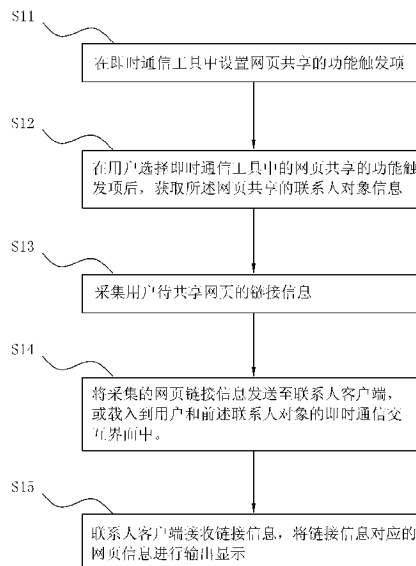 S11
在即时通信工具中设置网页共享的功能触发项
S12
在用户选择即时通信工具中的网页共享的功能触
发项后，获取所述网页共享的联系人对象信息
S13
采集用户待共享网页的链接信息
S14
将采集的网页链接信息发送至联系人客户端，
或载入到用户和前述联系人对象的即时通信交
互界面中。
S15
联系人客户端接收链接信息，将链接信息对应的
网页信息进行输出显示